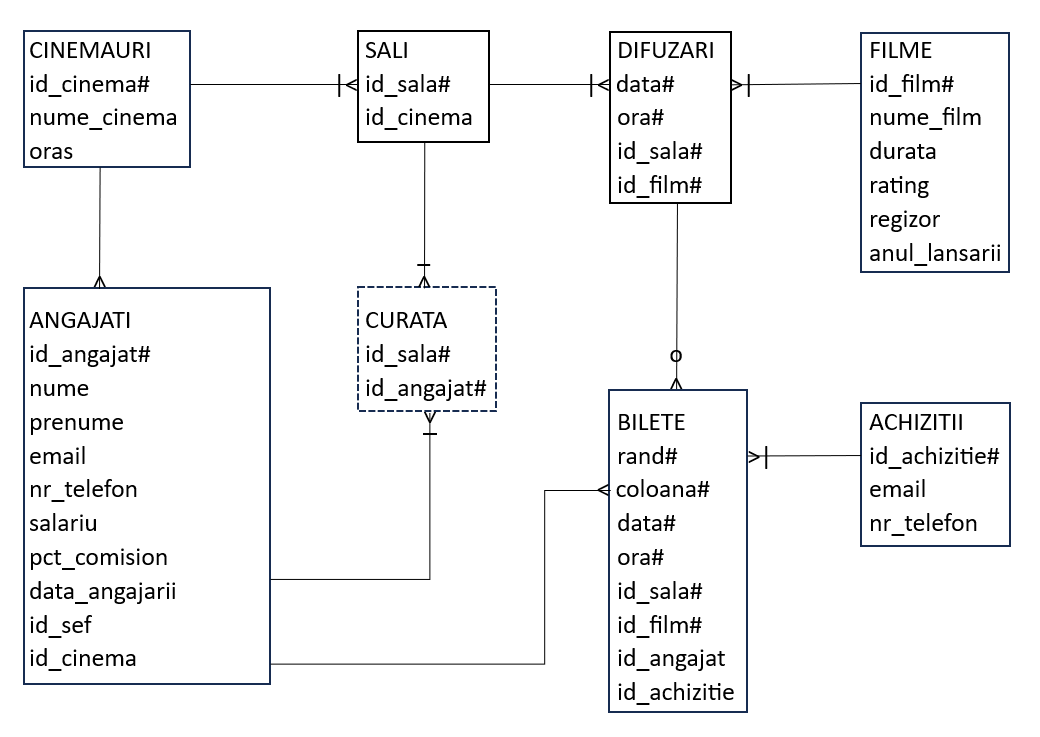 CINEMAURI
id_cinema#
nume_cinema
oras
SALI
id_sala#
id_cinema
DIFUZARI
data#
ora#
id_sala#
id_film#
FILME
id_film#
nume_film
durata
rating
regizor
anul_lansarii
ANGAJATI
id_angajat#
nume
prenume
email
nr_telefon
salariu
pct_comision
data_angajarii
id_sef
id_cinema
CURATA
id_sala#
id_angajat#
o
BILETE
rand#
coloana#
data#
ora#
id_sala#
id_film#
id_angajat
id_achizitie
ACHIZITII
id_achizitie#
email
nr_telefon